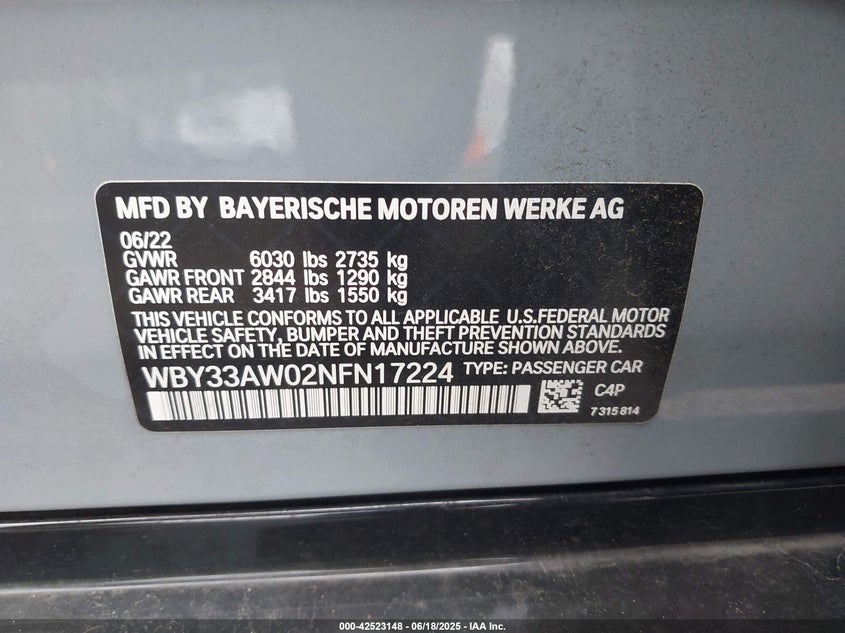 MFD BY BAYERISCHE MOTOREN WERKE AG
06/22
GVWR 6030 lbs 2735 kg
GAWR FRONT 2844 lbs 1290 kg
GAWR REAR 3417 lbs 1550 kg
THIS VEHICLE CONFORMS TO ALL APPLICABLE U.S.FEDERAL MOTOR
VEHICLE SAFETY, BUMPER AND THEFT PREVENTION STANDARDS
IN EFFECT ON THE DATE OF MANUFACTURE SHOWN ABOVE.
WBY33AW02NFN17224 TYPE: PASSENGER CAR
C4P
7 315 814
000-42523148 - 06/18/2025 - IAA Inc.